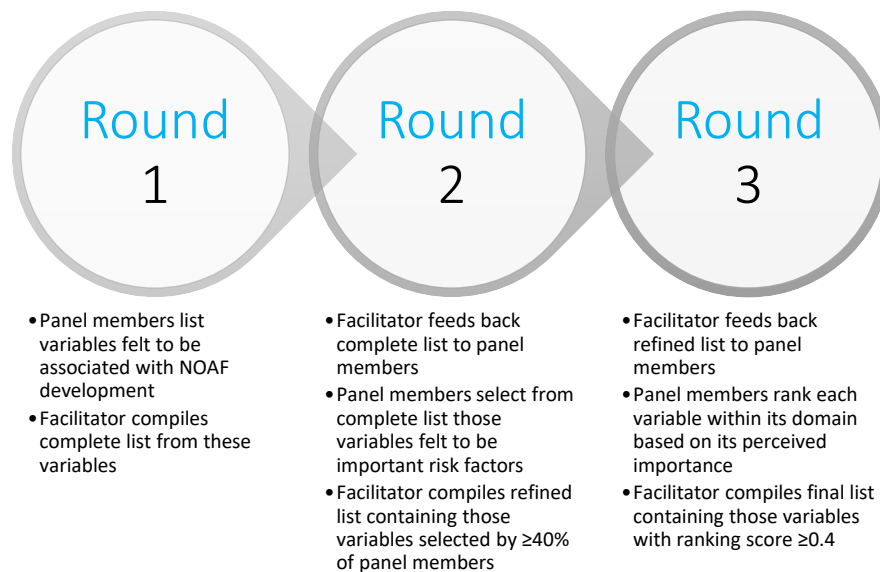 Round
1
Round
2
Round
3
•Panel members list
variables felt to be
associated with NOAF
development
•Facilitator compiles
complete list from these
variables
•Facilitator feeds back
complete list to panel
members
•Panel members select from
complete list those
variables felt to be
important risk factors
•Facilitator compiles refined
list containing those
variables selected by ≥40%
of panel members
•Facilitator feeds back
refined list to panel
members
•Panel members rank each
variable within its domain
based on its perceived
importance
•Facilitator compiles final list
containing those variables
with ranking score ≥0.4